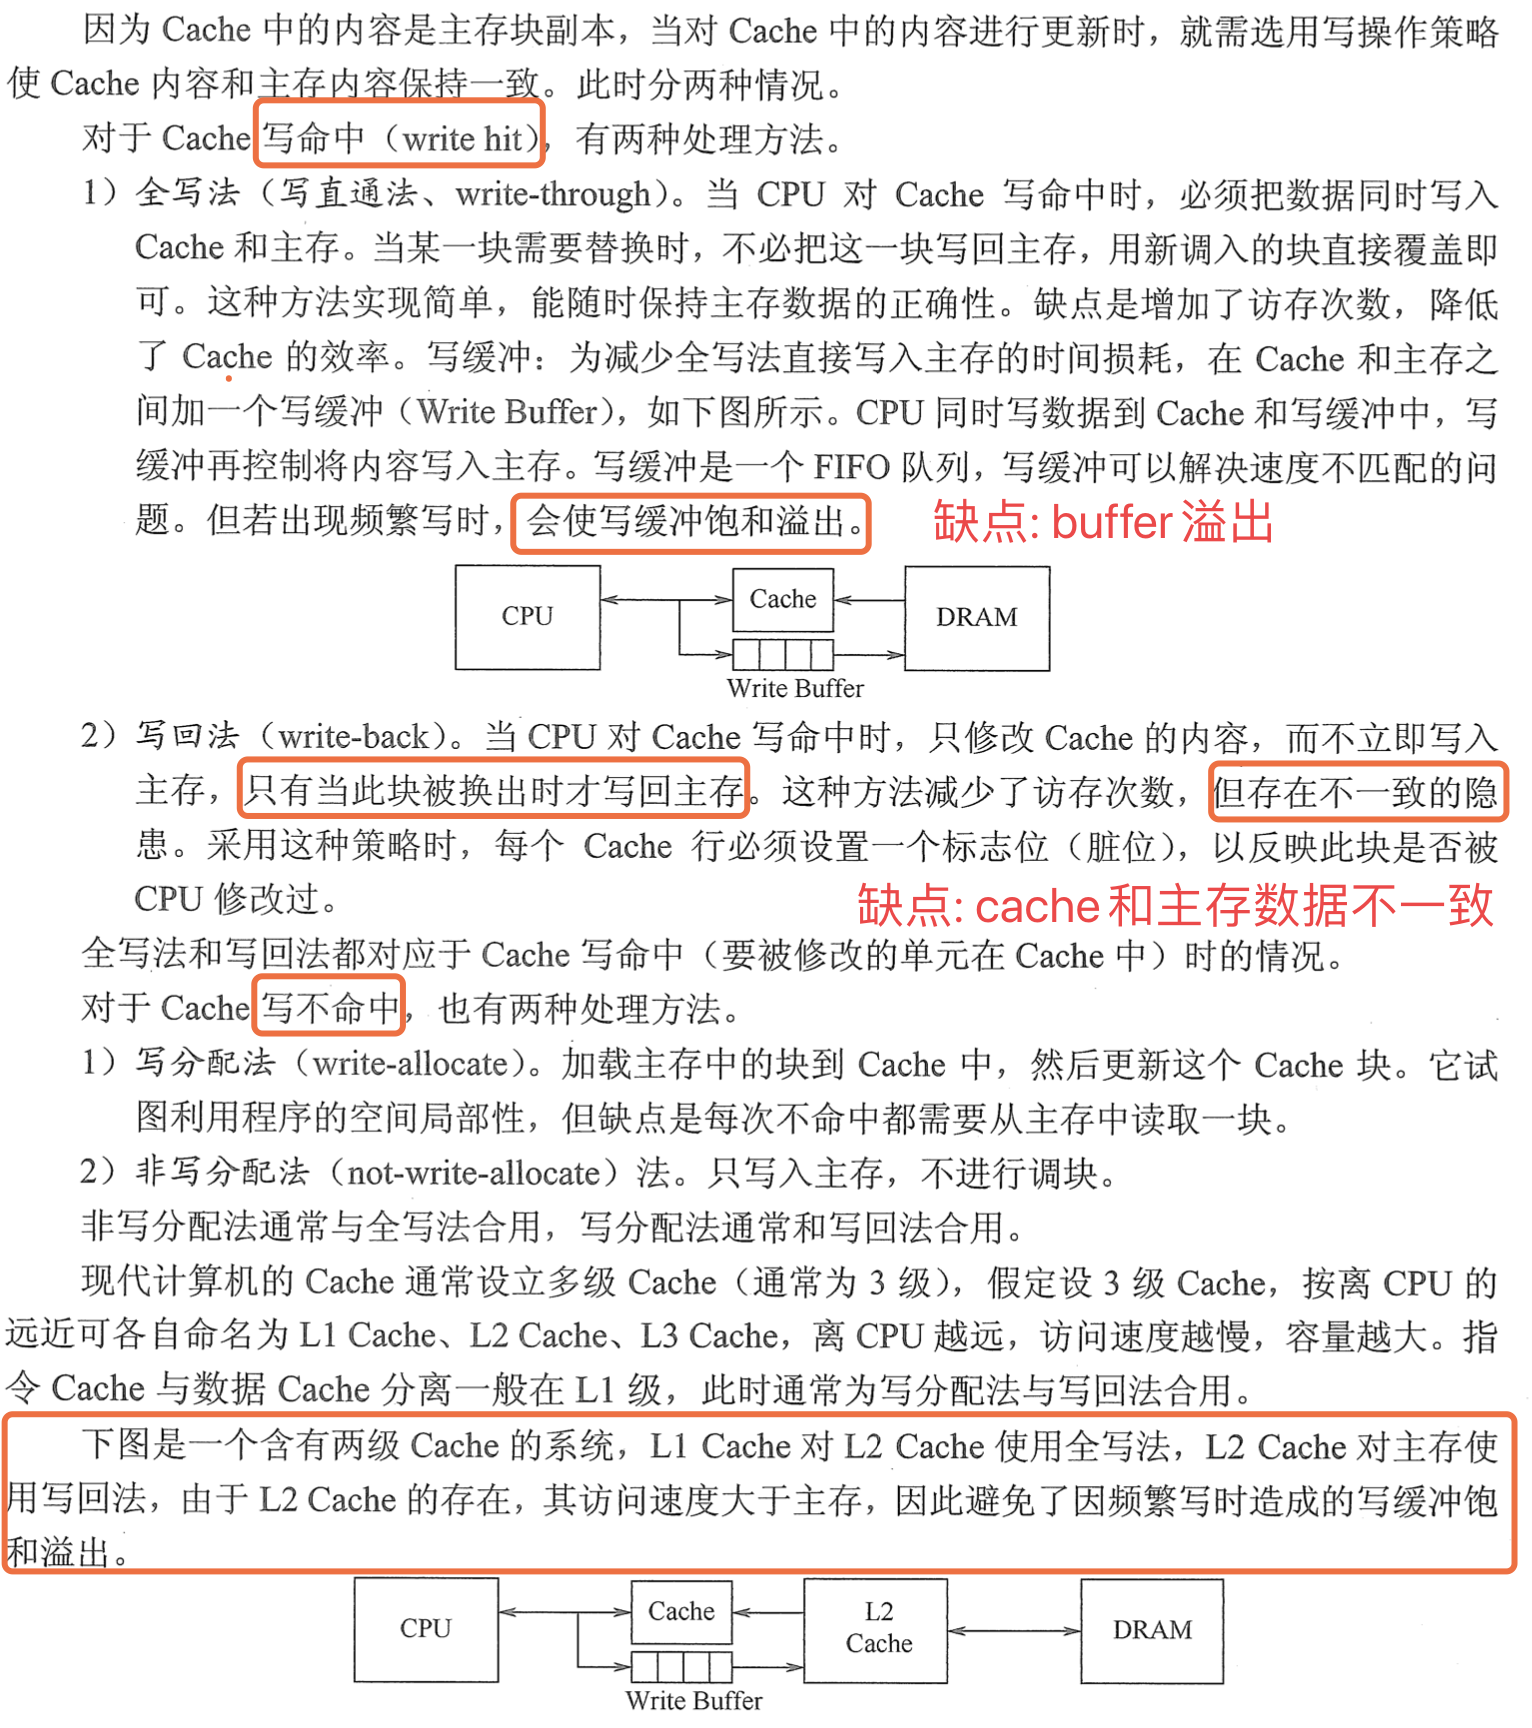 因为 Cache 中的内容是主存块副本，当对 Cache 中的内容进行更新时，就需选用写操作策略
使 Cache 内容和主存内容保持一致。此时分两种情况。
对于 Cache 写命中（write hit），有两种处理方法。
1）全写法（写直通法、write-through）。当 CPU 对 Cache 写命中时，必须把数据同时写入
Cache 和主存。当某一块需要替换时，不必把这一块写回主存，用新调入的块直接覆盖即
可。这种方法实现简单，能随时保持主存数据的正确性。缺点是增加了访存次数，降低
了 Cache 的效率。写缓冲：为减少全写法直接写入主存的时间损耗，在 Cache 和主存之
间加一个写缓冲（Write Buffer），如下图所示。CPU 同时写数据到 Cache 和写缓冲中，写
缓冲再控制将内容写入主存。写缓冲是一个 FIFO 队列，写缓冲可以解决速度不匹配的问
题。但若出现频繁写时，会使写缓冲饱和溢出。
缺点: buffer溢出
CPU
Cache
DRAM
Write Buffer
2）写回法（write-back）。当 CPU 对 Cache 写命中时，只修改 Cache 的内容，而不立即写入
主存，只有当此块被换出时才写回主存。这种方法减少了访存次数，但存在不一致的隐
患。采用这种策略时，每个 Cache 行必须设置一个标志位（脏位），以反映此块是否被
CPU 修改过。
缺点: cache和主存数据不一致
全写法和写回法都对应于 Cache 写命中（要被修改的单元在 Cache 中）时的情况。
对于 Cache 写不命中，也有两种处理方法。
1）写分配法（write-allocate）。加载主存中的块到 Cache 中，然后更新这个 Cache 块。它试
图利用程序的空间局部性，但缺点是每次不命中都需要从主存中读取一块。
2）非写分配法（not-write-allocate）法。只写入主存，不进行调块。
非写分配法通常与全写法合用，写分配法通常和写回法合用。
现代计算机的 Cache 通常设立多级 Cache（通常为 3 级），假定设 3 级 Cache，按离 CPU 的
远近可各自命名为 L1 Cache、L2 Cache、L3 Cache，离 CPU 越远，访问速度越慢，容量越大。指
令 Cache 与数据 Cache 分离一般在 L1 级，此时通常为写分配法与写回法合用。
下图是一个含有两级 Cache 的系统，L1 Cache 对 L2 Cache 使用全写法，L2 Cache 对主存使
用写回法，由于 L2 Cache 的存在，其访问速度大于主存，因此避免了因频繁写时造成的写缓冲饱
和溢出。
CPU
Cache
L2
Cache
DRAM
Write Buffer